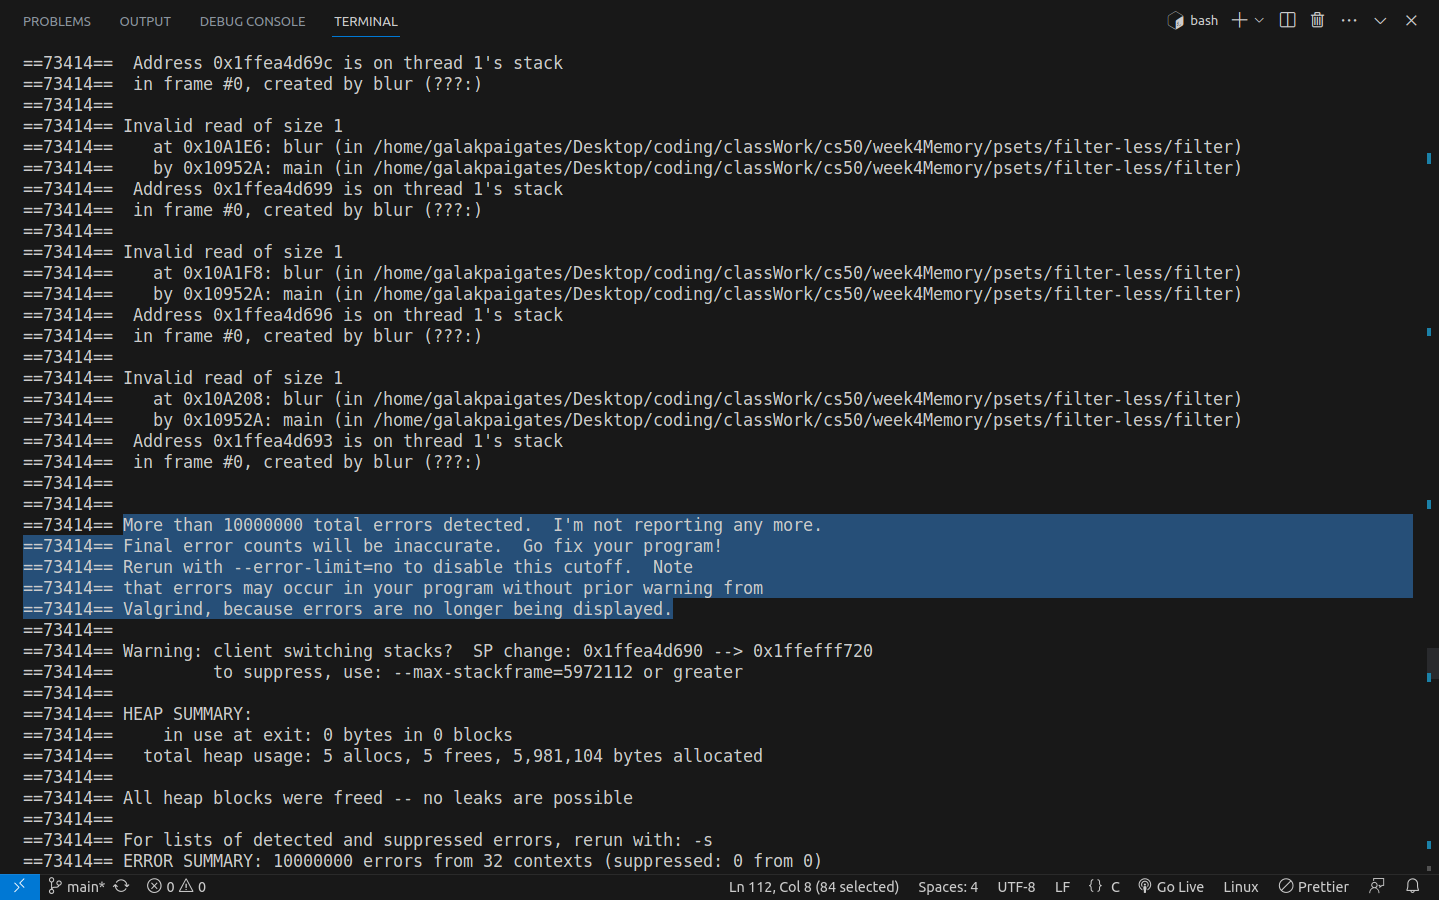 PROBLEMS OUTPUT DEBUG CONSOLE TERMINAL bash
==73414==  Address 0x1ffea4d69c is on thread 1's stack
==73414==  in frame #0, created by blur (???:)
==73414==
==73414== Invalid read of size 1
==73414==    at 0x10A1E6: blur (in /home/galakpaigates/Desktop/coding/classWork/cs50/week4Memory/psets/filter-less/filter)
==73414==    by 0x10952A: main (in /home/galakpaigates/Desktop/coding/classWork/cs50/week4Memory/psets/filter-less/filter)
==73414==  Address 0x1ffea4d699 is on thread 1's stack
==73414==  in frame #0, created by blur (???:)
==73414==
==73414== Invalid read of size 1
==73414==    at 0x10A1F8: blur (in /home/galakpaigates/Desktop/coding/classWork/cs50/week4Memory/psets/filter-less/filter)
==73414==    by 0x10952A: main (in /home/galakpaigates/Desktop/coding/classWork/cs50/week4Memory/psets/filter-less/filter)
==73414==  Address 0x1ffea4d696 is on thread 1's stack
==73414==  in frame #0, created by blur (???:)
==73414==
==73414== Invalid read of size 1
==73414==    at 0x10A208: blur (in /home/galakpaigates/Desktop/coding/classWork/cs50/week4Memory/psets/filter-less/filter)
==73414==    by 0x10952A: main (in /home/galakpaigates/Desktop/coding/classWork/cs50/week4Memory/psets/filter-less/filter)
==73414==  Address 0x1ffea4d693 is on thread 1's stack
==73414==  in frame #0, created by blur (???:)
==73414==
==73414==
==73414== More than 10000000 total errors detected.  I'm not reporting any more.
==73414== Final error counts will be inaccurate.  Go fix your program!
==73414== Rerun with --error-limit=no to disable this cutoff.  Note
==73414== that errors may occur in your program without prior warning from
==73414== Valgrind, because errors are no longer being displayed.
==73414==
==73414== Warning: client switching stacks?  SP change: 0x1ffea4d690 --> 0x1ffefff720
==73414==          to suppress, use: --max-stackframe=5972112 or greater
==73414==
==73414== HEAP SUMMARY:
==73414==     in use at exit: 0 bytes in 0 blocks
==73414==   total heap usage: 5 allocs, 5 frees, 5,981,104 bytes allocated
==73414==
==73414== All heap blocks were freed -- no leaks are possible
==73414==
==73414== For lists of detected and suppressed errors, rerun with: -s
==73414== ERROR SUMMARY: 10000000 errors from 32 contexts (suppressed: 0 from 0)
main* 0 0 Ln 112, Col 8 (84 selected) Spaces: 4 UTF-8 LF {} C Go Live Linux Prettier